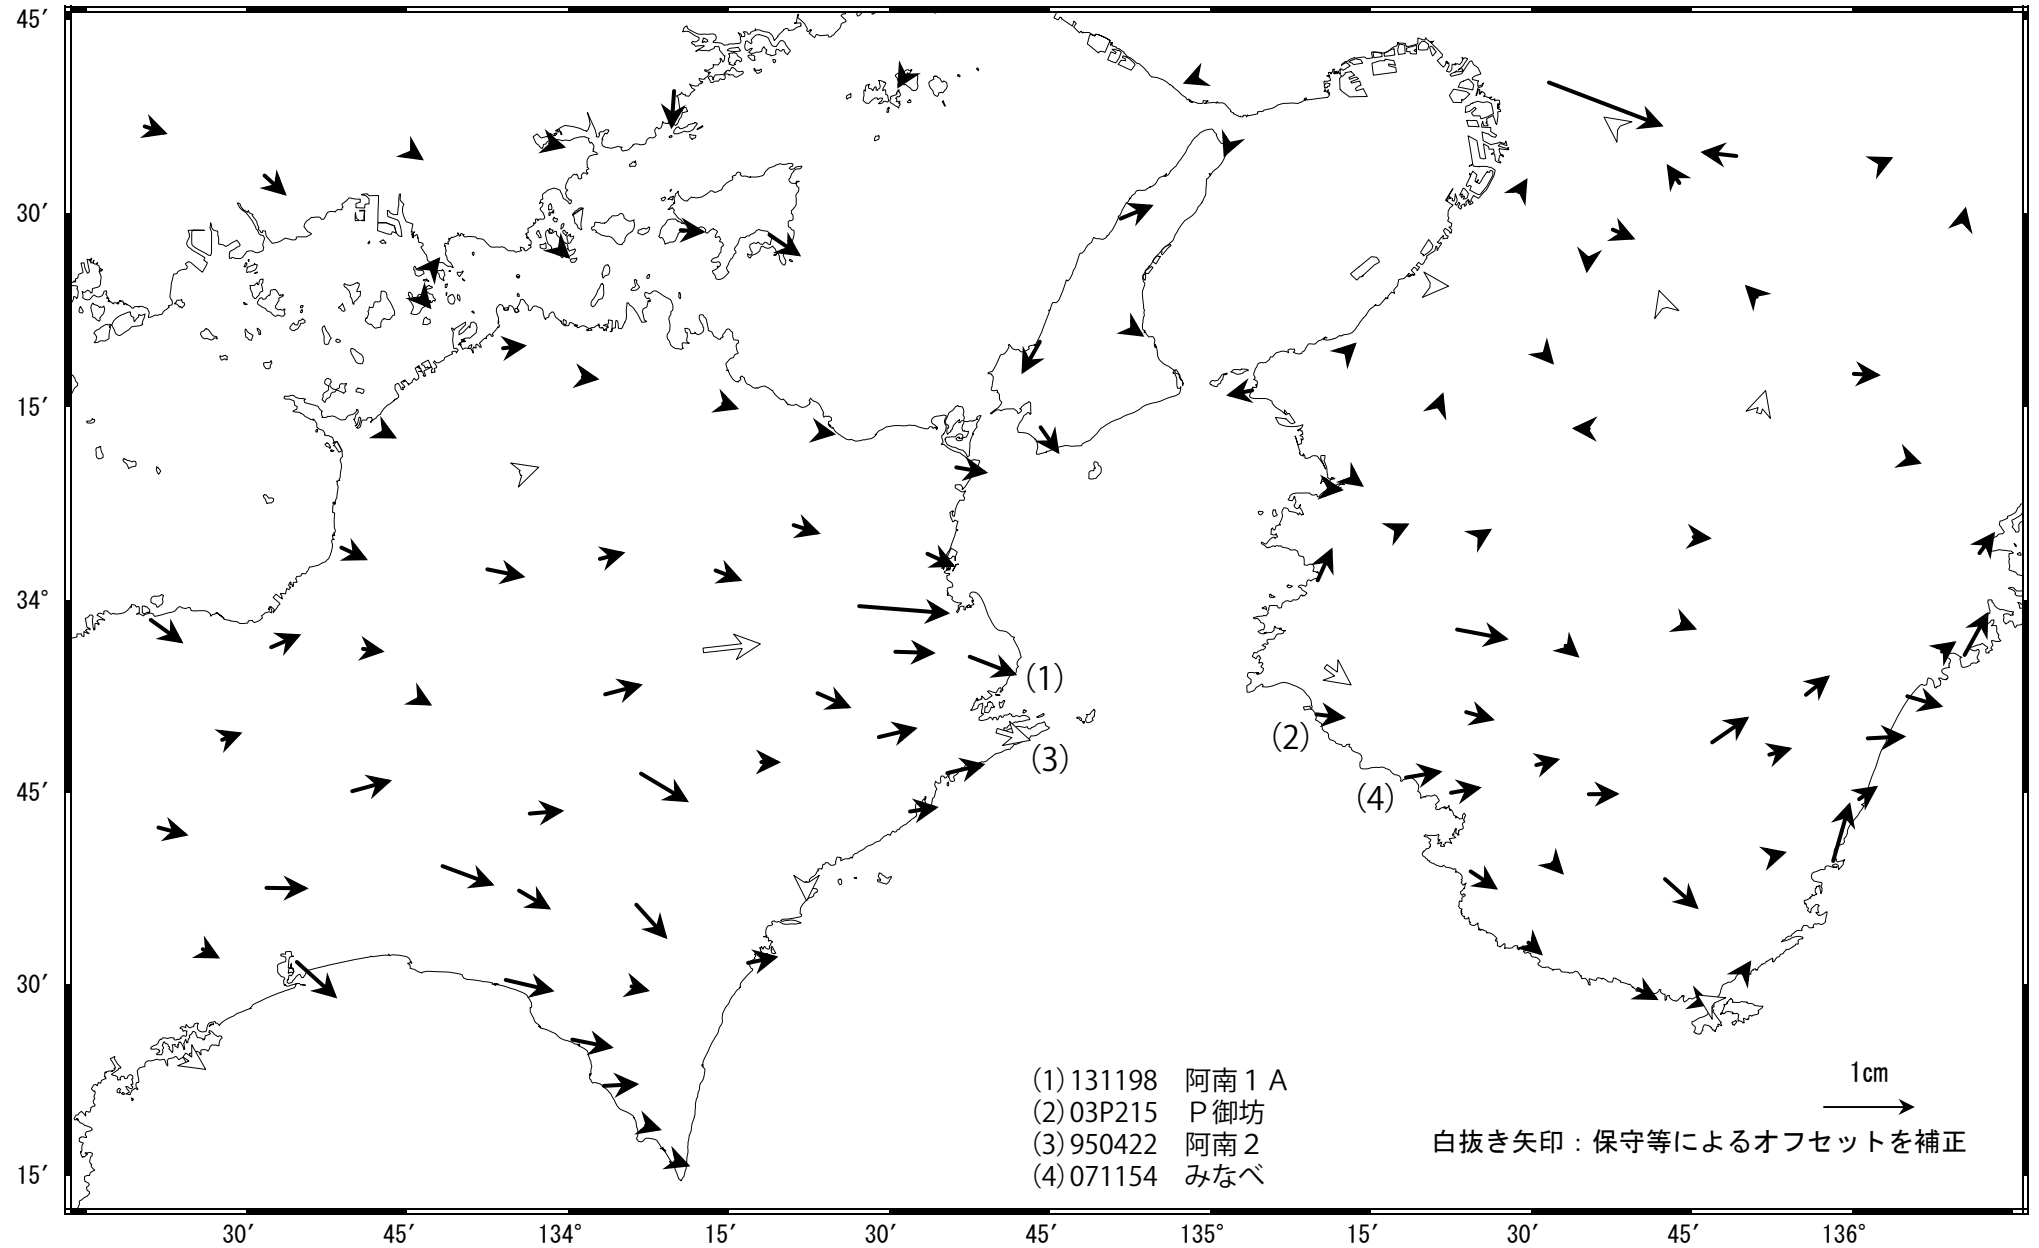 45′
30′
15′
34°
45′
30′
15′
(1)
(2)
(3)
(4)
(1)131198 阿南１Ａ
(2)03P215 Ｐ御坊
(3)950422 阿南２
(4)071154 みなべ
1cm
白抜き矢印：保守等によるオフセットを補正
30′ 45′ 134° 15′ 30′ 45′ 135° 15′ 30′ 45′ 136°